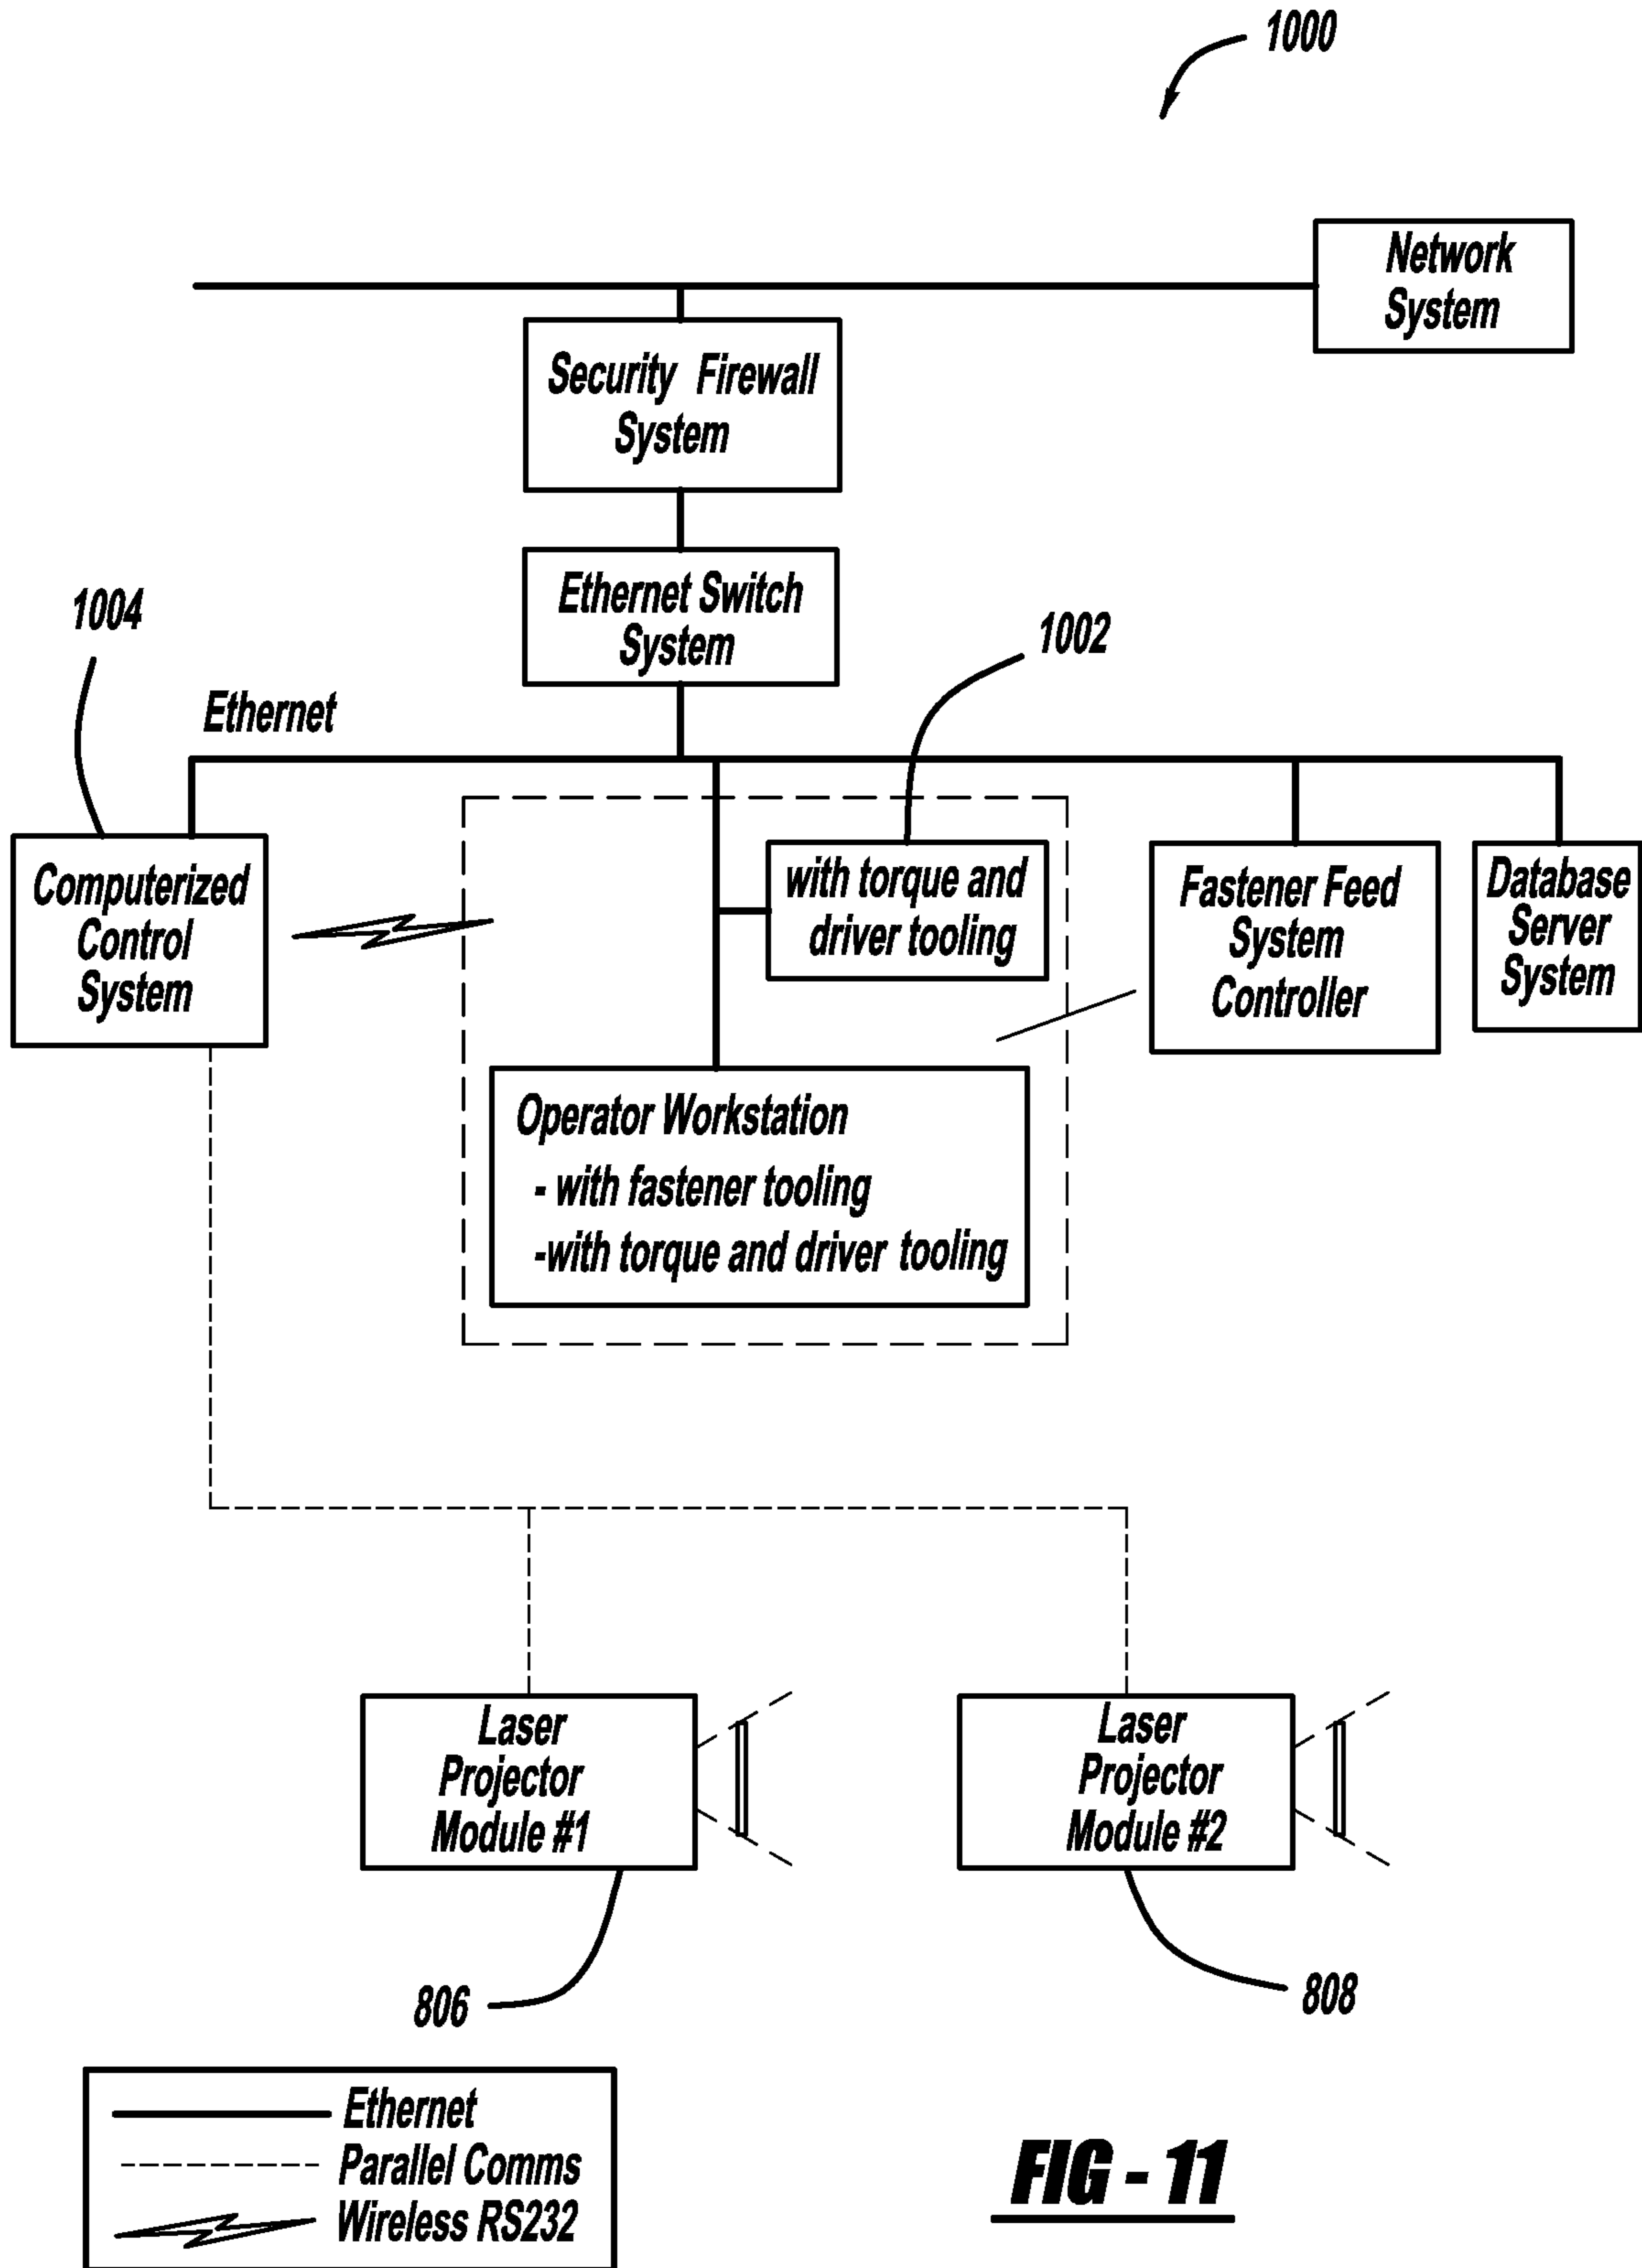 1000
Network
System
Security Firewall
System
Ethernet Switch
System
1004
1002
Ethernet
Computerized
Control
System
with torque and
driver tooling
Fastener Feed
System
Controller
Database
Server
System
Operator Workstation
- with fastener tooling
-with torque and driver tooling
Laser
Projector
Module #1
Laser
Projector
Module #2
806
808
Ethernet
Parallel Comms
Wireless RS232
FIG - 11